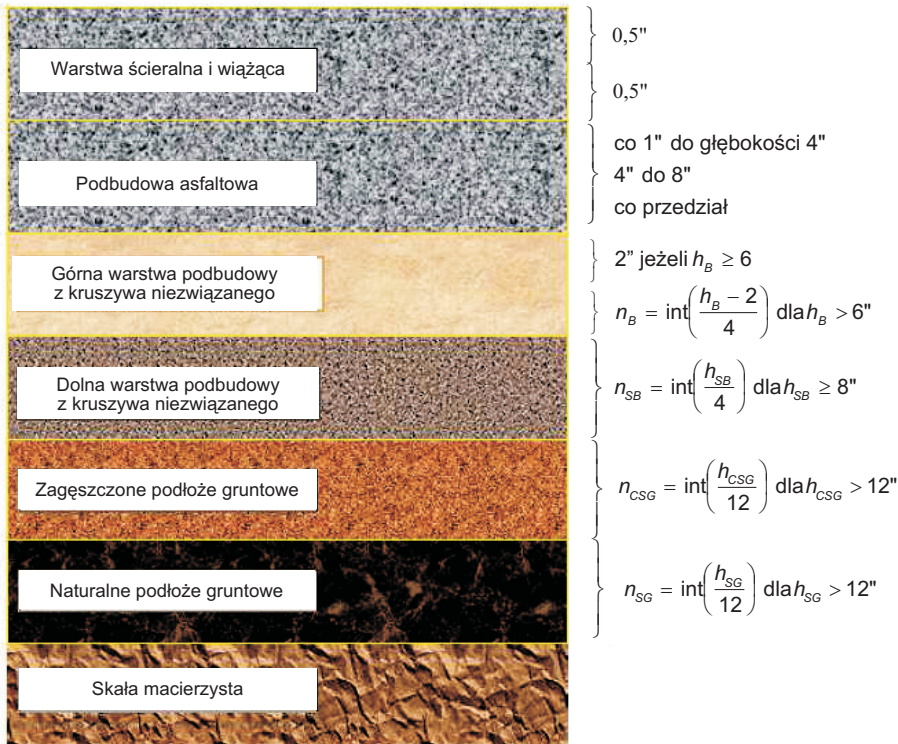 Warstwa ścieralna i wiążąca
0,5"
0,5"
Podbudowa asfaltowa
co 1" do głębokości 4"
4" do 8"
co przedział
Górna warstwa podbudowy
z kruszywa niezwiązanego
2” jeżeli h_B ≥ 6
n_B = int((h_B − 2)/4) dla h_B > 6"
Dolna warstwa podbudowy
z kruszywa niezwiązanego
n_SB = int(h_SB/4) dla h_SB ≥ 8"
Zagęszczone podłoże gruntowe
n_CSG = int(h_CSG/12) dla h_CSG > 12"
Naturalne podłoże gruntowe
n_SG = int(h_SG/12) dla h_SG > 12"
Skała macierzysta